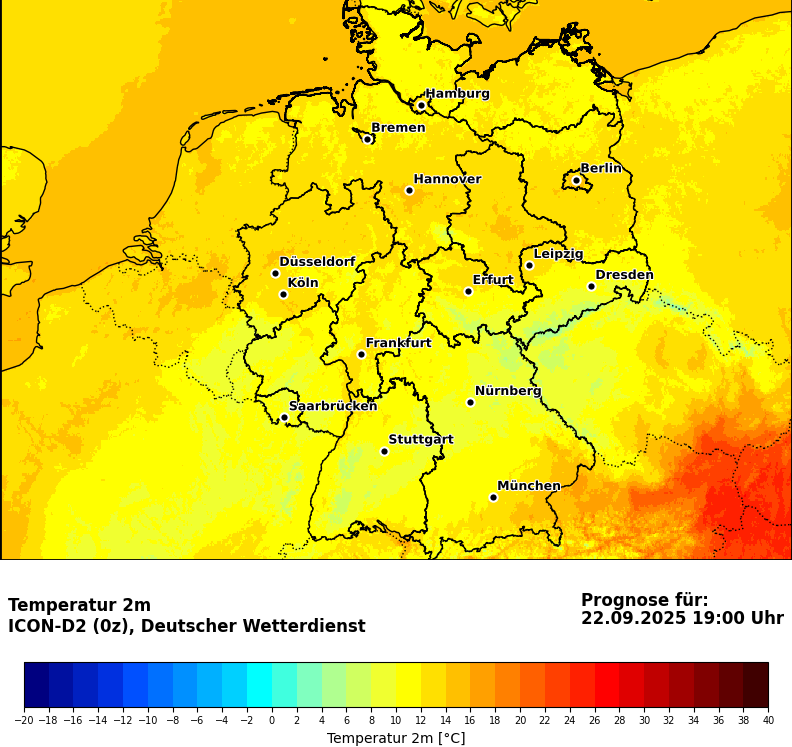 Hamburg
Bremen
Berlin
Hannover
Leipzig
Düsseldorf
Dresden
Köln
Erfurt
Frankfurt
Nürnberg
Saarbrücken
Stuttgart
München
Temperatur 2m
ICON-D2 (0z), Deutscher Wetterdienst
Prognose für:
22.09.2025 19:00 Uhr
−20 −18 −16 −14 −12 −10 −8 −6 −4 −2 0 2 4 6 8 10 12 14 16 18 20 22 24 26 28 30 32 34 36 38 40
Temperatur 2m [°C]